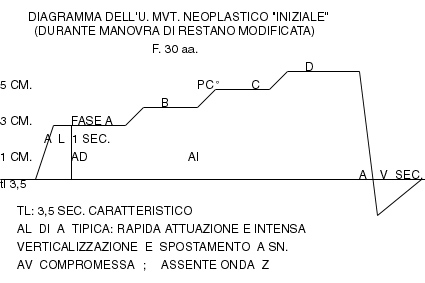 DIAGRAMMA DELL'U. MVT. NEOPLASTICO "INIZIALE"
(DURANTE MANOVRA DI RESTANO MODIFICATA)
F. 30 aa.
D
5 CM. PC° C
B
3 CM. FASE A
A L 1 SEC.
1 CM. AD AI
A V SEC.
tl 3,5
TL: 3,5 SEC. CARATTERISTICO
AL DI A TIPICA: RAPIDA ATTUAZIONE E INTENSA
VERTICALIZZAZIONE E SPOSTAMENTO A SN.
AV COMPROMESSA ; ASSENTE ONDA Z